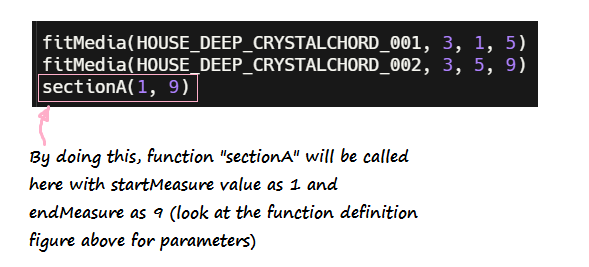 fitMedia(HOUSE_DEEP_CRYSTALCHORD_001, 3, 1, 5)
fitMedia(HOUSE_DEEP_CRYSTALCHORD_002, 3, 5, 9)
sectionA(1, 9)
By doing this, function "sectionA" will be called
here with startMeasure value as 1 and
endMeasure as 9 (look at the function definition
figure above for parameters)